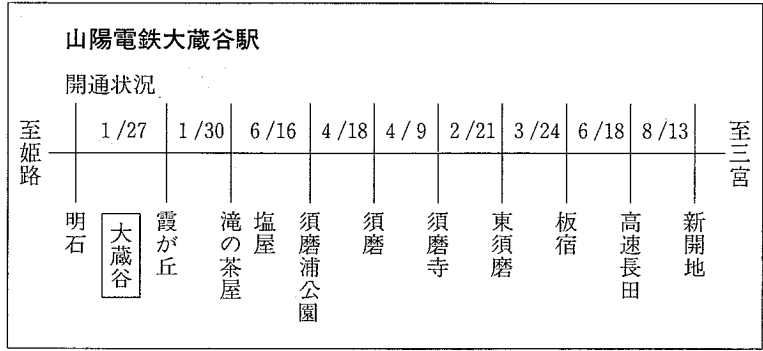 山陽電鉄大蔵谷駅
開通状況
至姫路
1/27
1/30
6/16
4/18
4/9
2/21
3/24
6/18
8/13
至三宮
明石
大蔵谷
霞が丘
滝の茶屋
塩屋
須磨浦公園
須磨
須磨寺
東須磨
板宿
高速長田
新開地